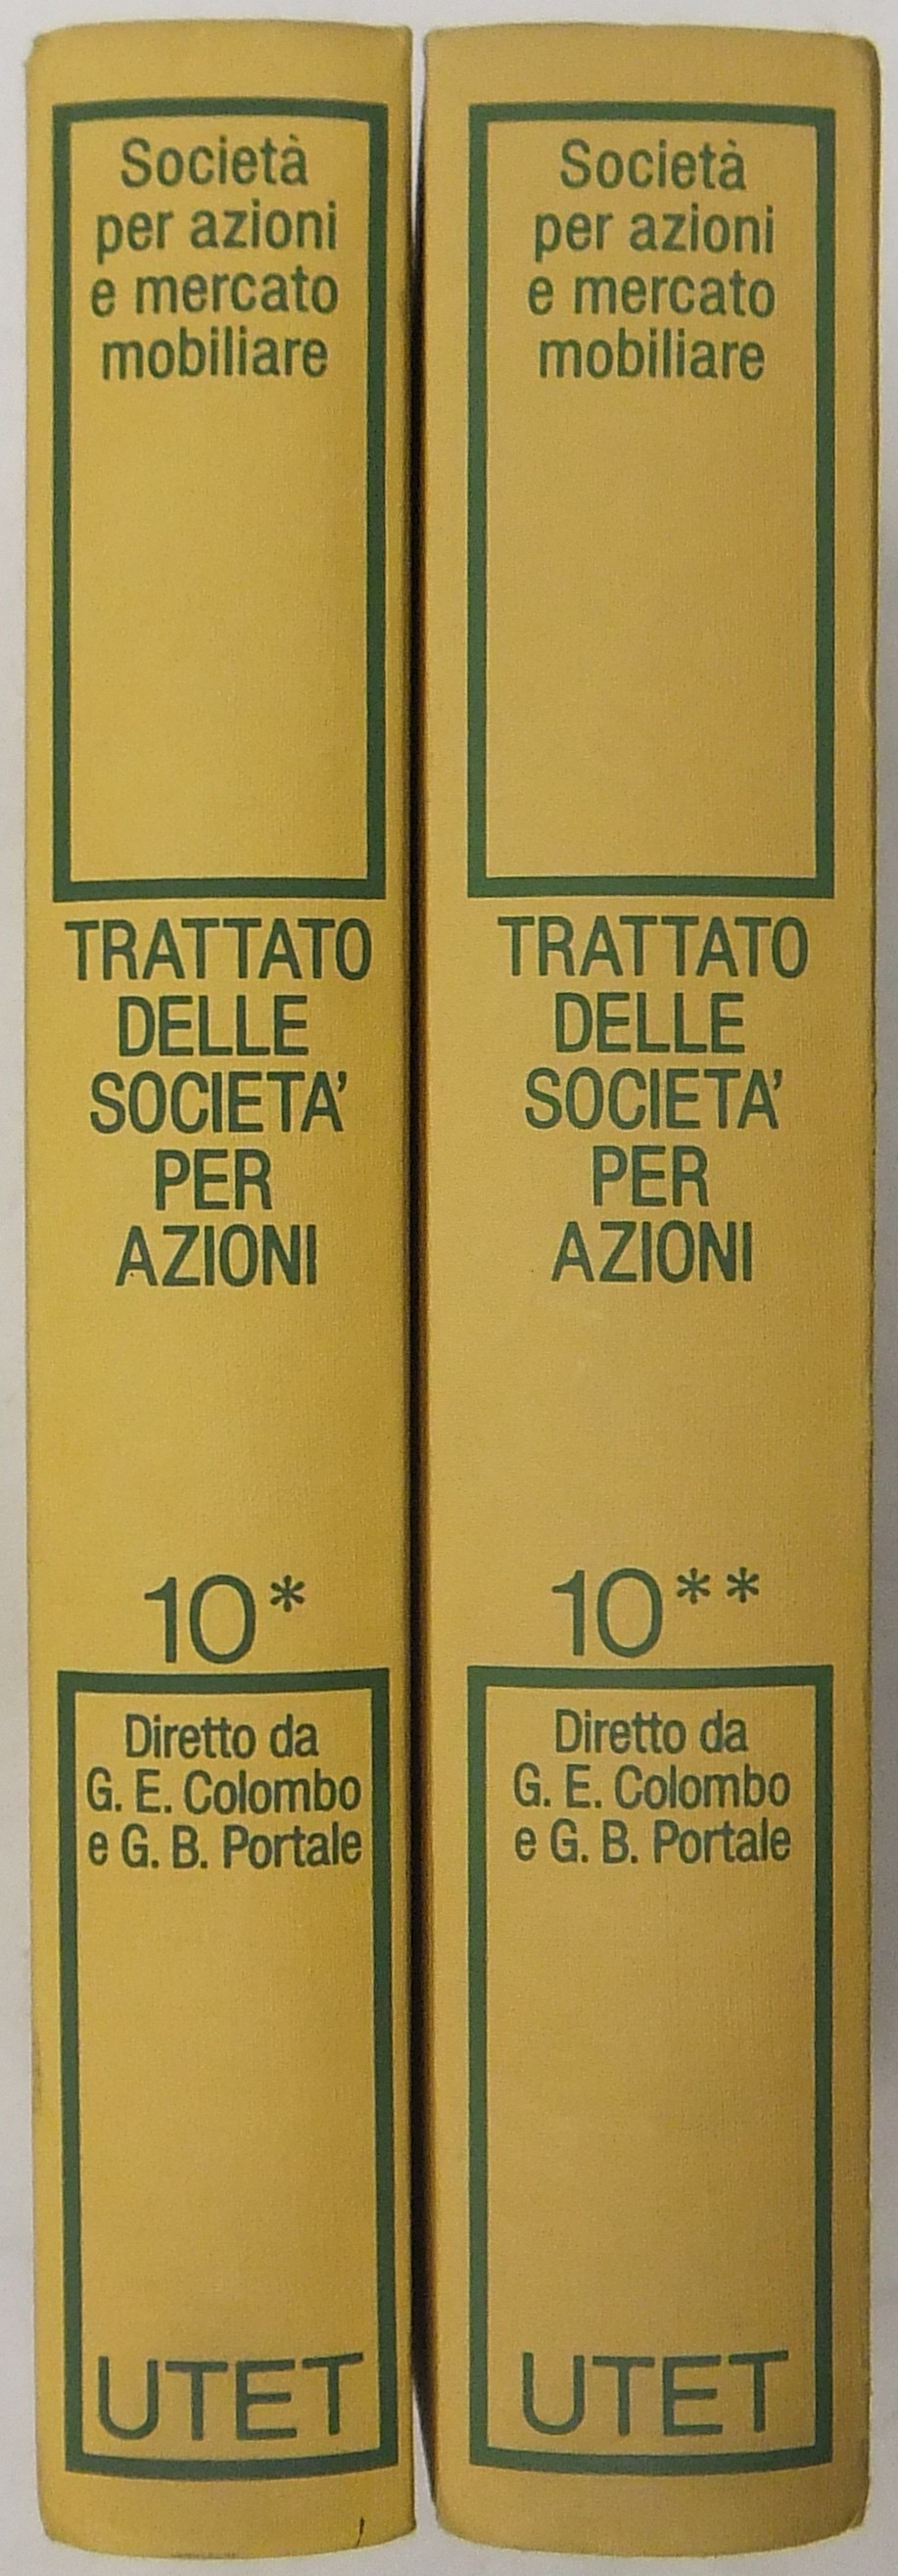 Società
per azioni
e mercato
mobiliare
TRATTATO
DELLE
SOCIETA'
PER
AZIONI
10*
Diretto da
G. E. Colombo
e G. B. Portale
UTET
Società
per azioni
e mercato
mobiliare
TRATTATO
DELLE
SOCIETA'
PER
AZIONI
10**
Diretto da
G. E. Colombo
e G. B. Portale
UTET